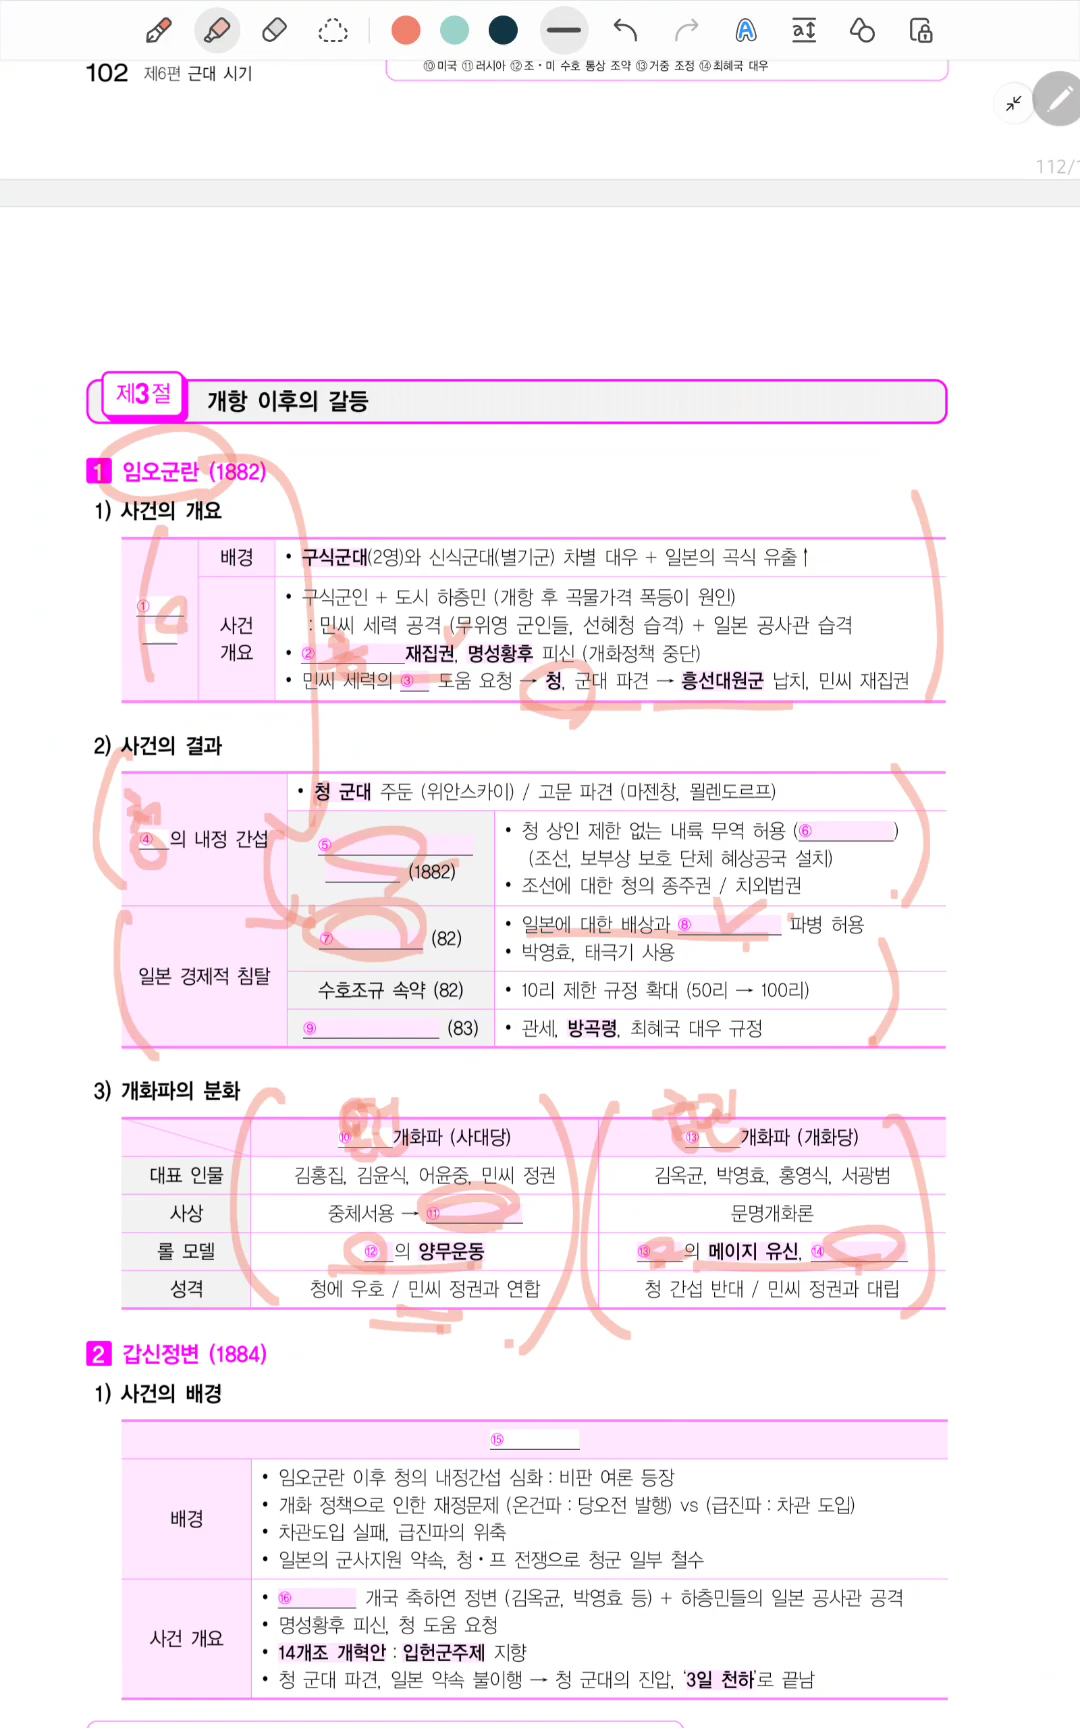 102 제6편 근대 시기
⑩미국 ⑪러시아 ⑫조·미 수호 통상 조약 ⑬거중 조정 ⑭최혜국 대우
112/1
제3절 개항 이후의 갈등
1 임오군란 (1882)
1) 사건의 개요
① 배경 • 구식군대(2영)와 신식군대(별기군) 차별 대우 + 일본의 곡식 유출↑
사건 개요
• 구식군인 + 도시 하층민 (개항 후 곡물가격 폭등이 원인)
: 민씨 세력 공격 (무위영 군인들, 선혜청 습격) + 일본 공사관 습격
• ② 재집권, 명성황후 피신 (개화정책 중단)
• 민씨 세력의 ③ 도움 요청 → 청, 군대 파견 → 흥선대원군 납치, 민씨 재집권
2) 사건의 결과
④ 의 내정 간섭
• 청 군대 주둔 (위안스카이) / 고문 파견 (마젠창, 묄렌도르프)
⑤ (1882)
• 청 상인 제한 없는 내륙 무역 허용 (⑥ )
(조선, 보부상 보호 단체 혜상공국 설치)
• 조선에 대한 청의 종주권 / 치외법권
일본 경제적 침탈
⑦ (82)
• 일본에 대한 배상과 ⑧ 파병 허용
• 박영효, 태극기 사용
수호조규 속약 (82) • 10리 제한 규정 확대 (50리 → 100리)
⑨ (83) • 관세, 방곡령, 최혜국 대우 규정
3) 개화파의 분화
⑩ 개화파 (사대당) ⑬ 개화파 (개화당)
대표 인물 김홍집, 김윤식, 어윤중, 민씨 정권 김옥균, 박영효, 홍영식, 서광범
사상 중체서용 → ⑪ 문명개화론
롤 모델 ⑫ 의 양무운동 ⑬ 의 메이지 유신, ⑭
성격 청에 우호 / 민씨 정권과 연합 청 간섭 반대 / 민씨 정권과 대립
2 갑신정변 (1884)
1) 사건의 배경
⑮
배경
• 임오군란 이후 청의 내정간섭 심화 : 비판 여론 등장
• 개화 정책으로 인한 재정문제 (온건파 : 당오전 발행) vs (급진파 : 차관 도입)
• 차관도입 실패, 급진파의 위축
• 일본의 군사지원 약속, 청·프 전쟁으로 청군 일부 철수
사건 개요
• ⑯ 개국 축하연 정변 (김옥균, 박영효 등) + 하층민들의 일본 공사관 공격
• 명성황후 피신, 청 도움 요청
• 14개조 개혁안 : 입헌군주제 지향
• 청 군대 파견, 일본 약속 불이행 → 청 군대의 진압, '3일 천하'로 끝남